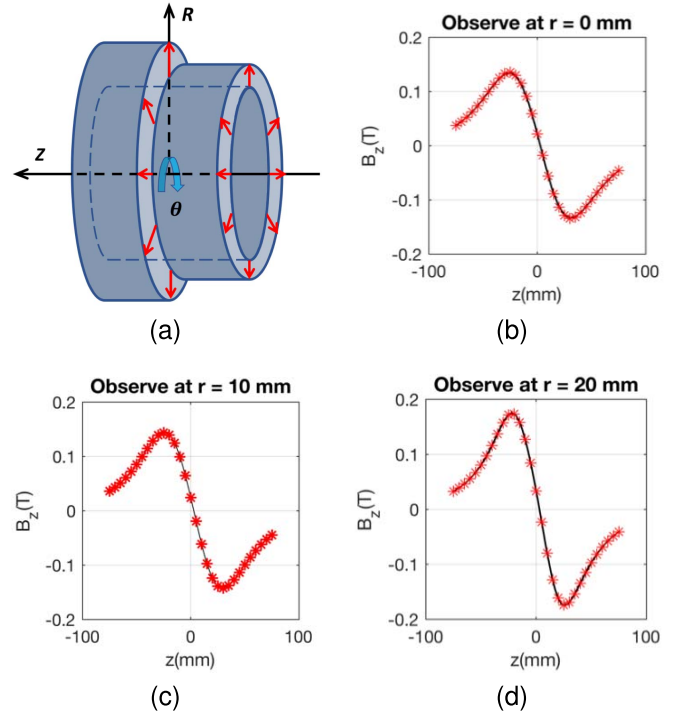 R
Z
θ
(a)
Observe at r = 0 mm
0.2
0.1
0
-0.1
-0.2
B_z(T)
-100 0 100
z(mm)
(b)
Observe at r = 10 mm
0.2
0.1
0
-0.1
-0.2
B_z(T)
-100 0 100
z(mm)
(c)
Observe at r = 20 mm
0.2
0.1
0
-0.1
-0.2
B_z(T)
-100 0 100
z(mm)
(d)